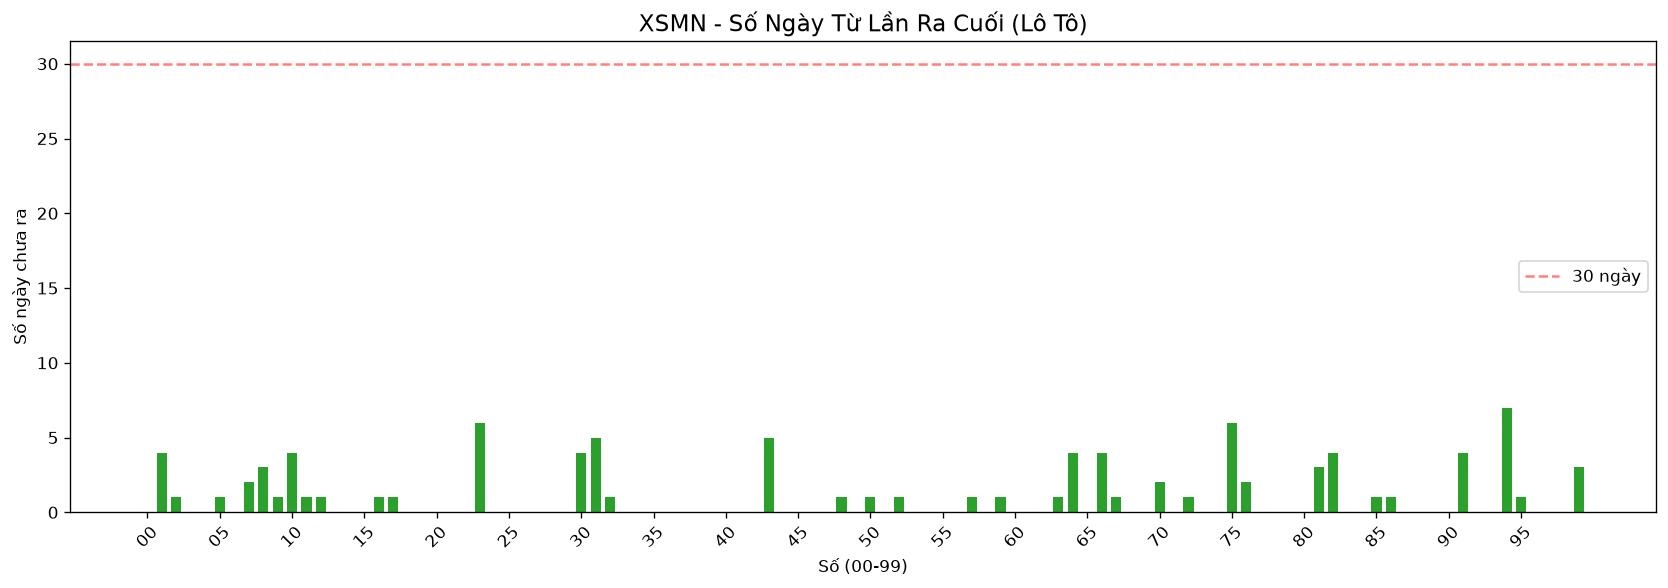 XSMN - Số Ngày Từ Lần Ra Cuối (Lô Tô)
Số ngày chưa ra
30
25
20
15
10
5
0
30 ngày
00 05 10 15 20 25 30 35 40 45 50 55 60 65 70 75 80 85 90 95
Số (00-99)